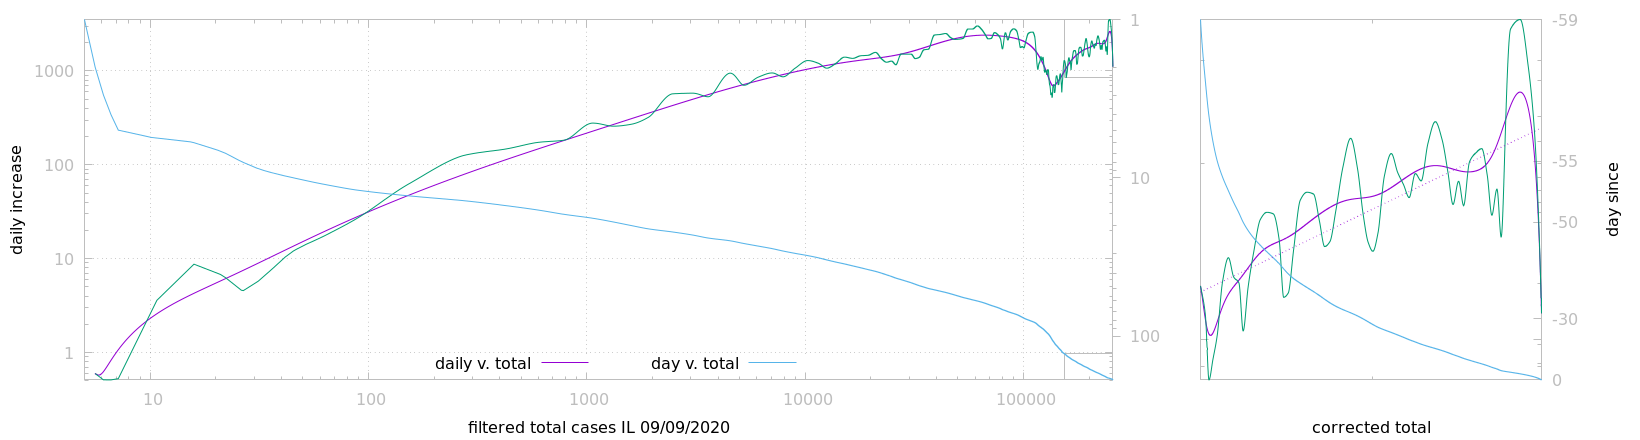 1 -59
1000
daily increase
100 10 -55
-50
day since
10
-30
100
1 daily v. total day v. total
0
10 100 1000 10000 100000
filtered total cases IL 09/09/2020 corrected total